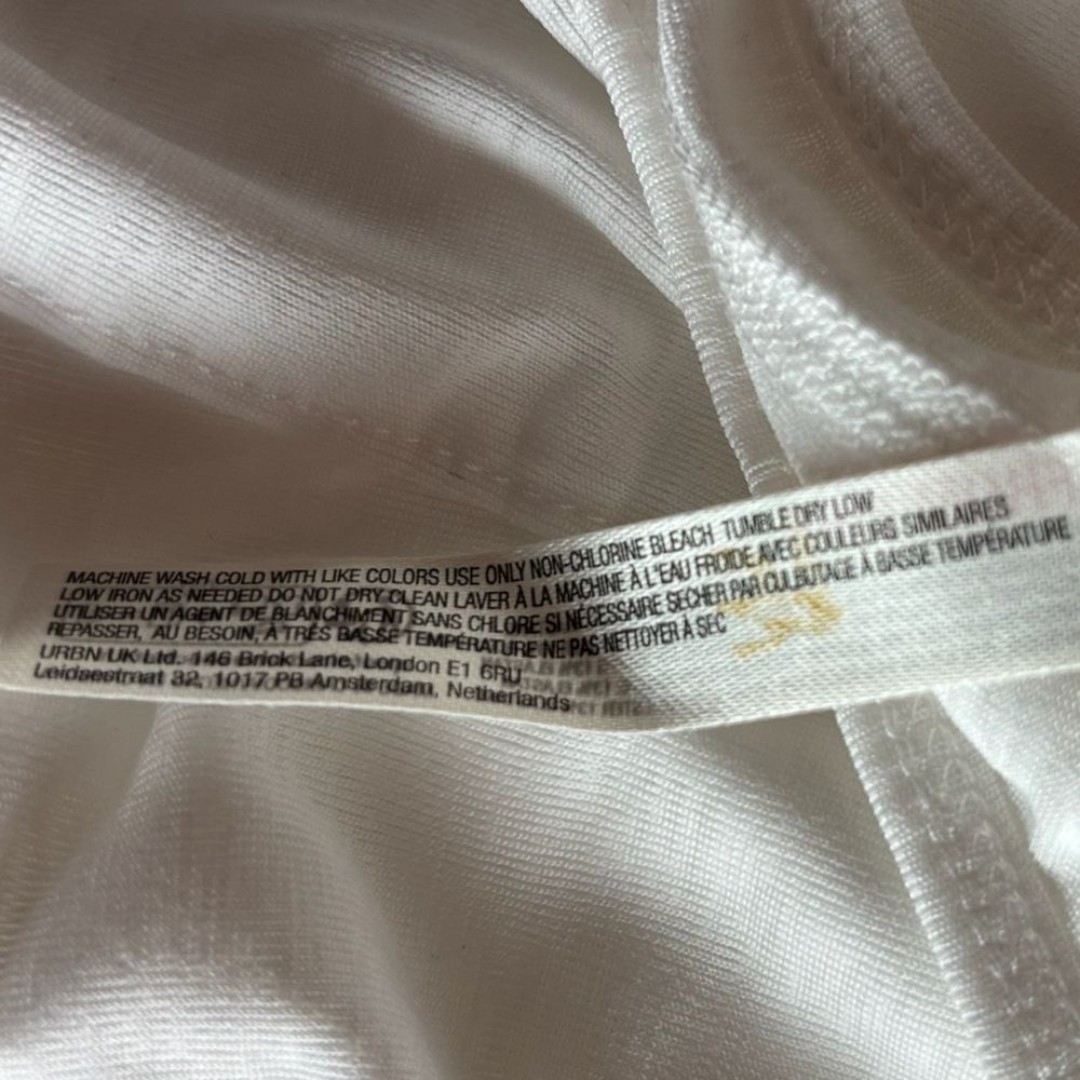 MACHINE WASH COLD WITH LIKE COLORS USE ONLY NON-CHLORINE BLEACH TUMBLE DRY LOW
LOW IRON AS NEEDED DO NOT DRY CLEAN LAVER À LA MACHINE À L'EAU FROIDE AVEC COULEURS SIMILAIRES
UTILISER UN AGENT DE BLANCHIMENT SANS CHLORE SI NÉCESSAIRE SECHER PAR CULBUTAGE À BASSE TEMPÉRATURE
REPASSER, AU BESOIN, À TRÈS BASSE TEMPÉRATURE NE PAS NETTOYER À SEC
URBN UK Ltd. 146 Brick Lane, London E1 6RU
Leidsestraat 32, 1017 PB Amsterdam, Netherlands